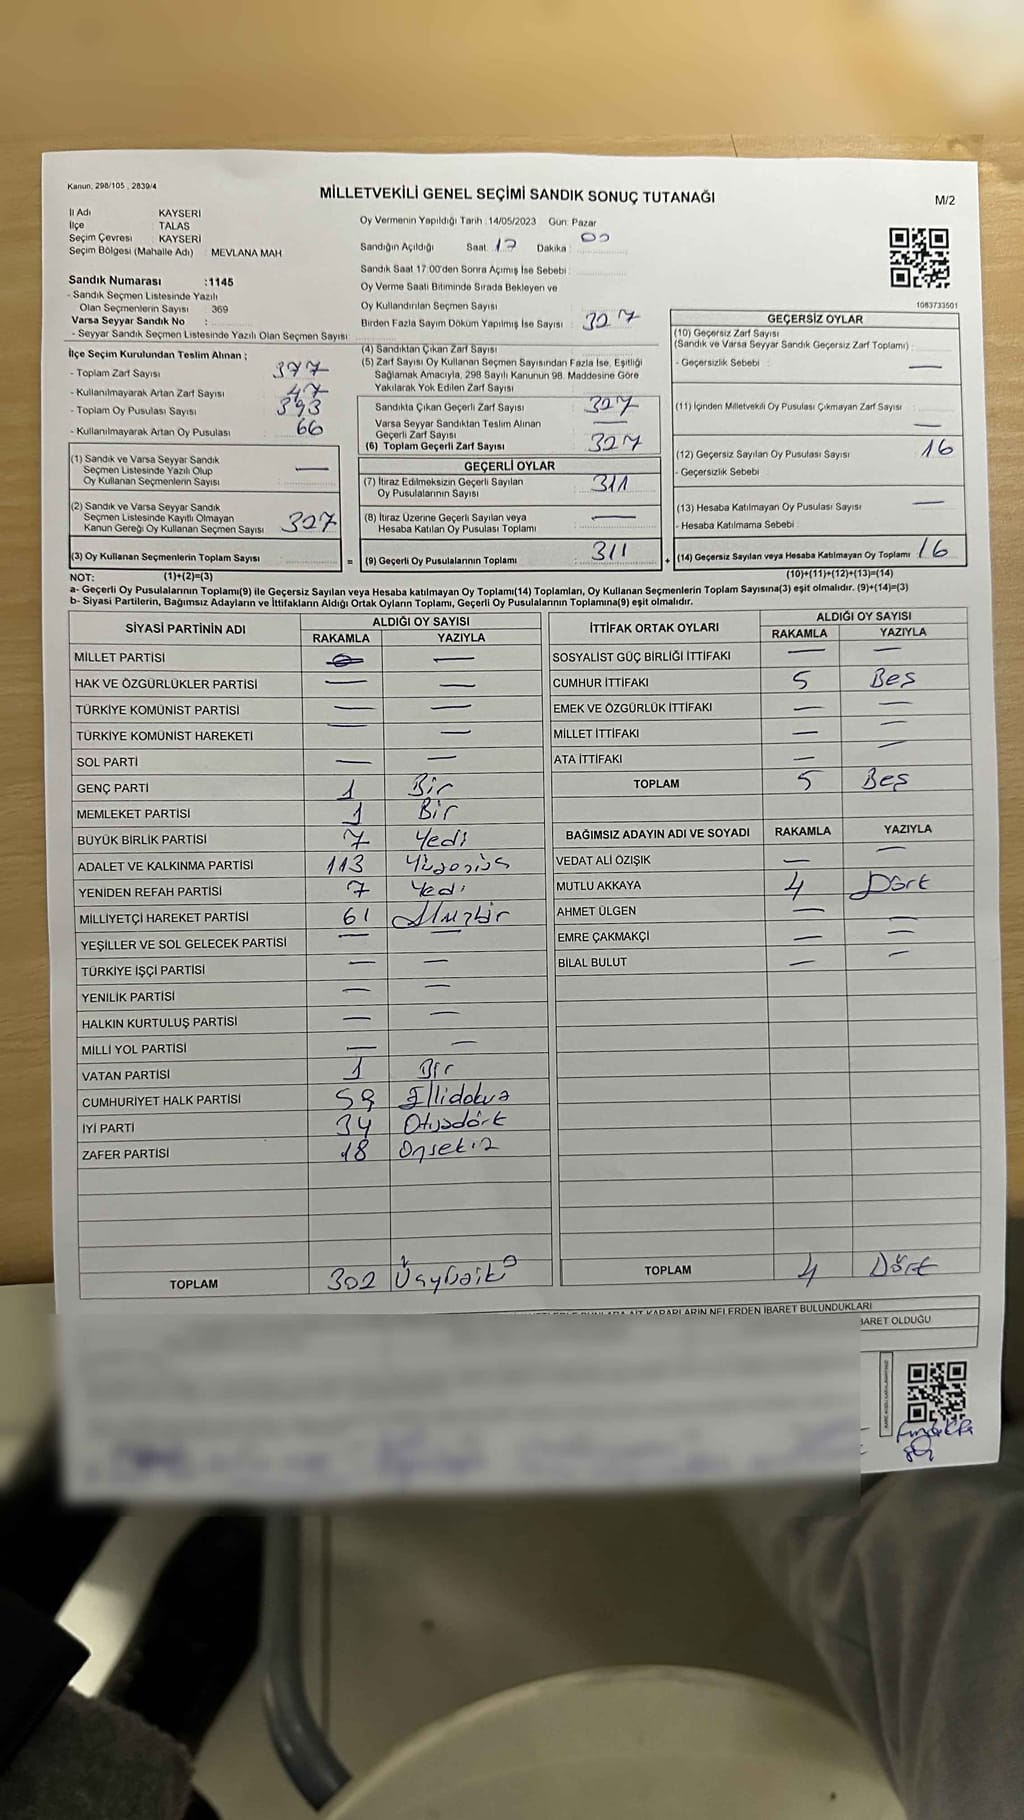 Kanun, 298/105 , 2839/4
MİLLETVEKİLİ GENEL SEÇİMİ SANDIK SONUÇ TUTANAĞI
M/2
İl Adı KAYSERİ
İlçe TALAS
Seçim Çevresi KAYSERİ
Seçim Bölgesi (Mahalle Adı) : MEVLANA MAH
Sandık Numarası :1145
- Sandık Seçmen Listesinde Yazılı
Olan Seçmenlerin Sayısı : 369
Varsa Seyyar Sandık No :
- Seyyar Sandık Seçmen Listesinde Yazılı Olan Seçmen Sayısı :
Oy Vermenin Yapıldığı Tarih : 14/05/2023 Gün: Pazar
Sandığın Açıldığı Saat: 17 Dakika : 00
Sandık Saat 17:00'den Sonra Açımış İse Sebebi :
Oy Verme Saati Bitiminde Sırada Bekleyen ve
Oy Kullandırılan Seçmen Sayısı
Birden Fazla Sayım Döküm Yapılmış İse Sayısı : 327
1083733501
İlçe Seçim Kurulundan Teslim Alınan ;
- Toplam Zarf Sayısı : 377
- Kullanılmayarak Artan Zarf Sayısı : 47
- Toplam Oy Pusulası Sayısı : 393
- Kullanılmayarak Artan Oy Pusulası : 66
(1) Sandık ve Varsa Seyyar Sandık
Seçmen Listesinde Yazılı Olup
Oy Kullanan Seçmenlerin Sayısı —
(2) Sandık ve Varsa Seyyar Sandık
Seçmen Listesinde Kayıtlı Olmayan
Kanun Gereği Oy Kullanan Seçmen Sayısı 327
(3) Oy Kullanan Seçmenlerin Toplam Sayısı =
(4) Sandıktan Çıkan Zarf Sayısı
(5) Zarf Sayısı Oy Kullanan Seçmen Sayısından Fazla İse, Eşitliği
Sağlamak Amacıyla, 298 Sayılı Kanunun 98. Maddesine Göre
Yakılarak Yok Edilen Zarf Sayısı
Sandıkta Çıkan Geçerli Zarf Sayısı 327
Varsa Seyyar Sandıktan Teslim Alınan
Geçerli Zarf Sayısı —
(6) Toplam Geçerli Zarf Sayısı 327
GEÇERLİ OYLAR
(7) İtiraz Edilmeksizin Geçerli Sayılan
Oy Pusulalarının Sayısı 311
(8) İtiraz Üzerine Geçerli Sayılan veya
Hesaba Katılan Oy Pusulası Toplamı —
(9) Geçerli Oy Pusulalarının Toplamı 311 +
GEÇERSİZ OYLAR
(10) Geçersiz Zarf Sayısı
(Sandık ve Varsa Seyyar Sandık Geçersiz Zarf Toplamı) :
- Geçersizlik Sebebi : —
(11) İçinden Milletvekili Oy Pusulası Çıkmayan Zarf Sayısı : —
(12) Geçersiz Sayılan Oy Pusulası Sayısı 16
- Geçersizlik Sebebi :
(13) Hesaba Katılmayan Oy Pusulası Sayısı —
- Hesaba Katılmama Sebebi :
(14) Geçersiz Sayılan veya Hesaba Katılmayan Oy Toplamı 16
NOT: (1)+(2)=(3)
(10)+(11)+(12)+(13)=(14)
a- Geçerli Oy Pusulalarının Toplamı(9) ile Geçersiz Sayılan veya Hesaba katılmayan Oy Toplamı(14) Toplamları, Oy Kullanan Seçmenlerin Toplam Sayısına(3) eşit olmalıdır. (9)+(14)=(3)
b- Siyasi Partilerin, Bağımsız Adayların ve İttifakların Aldığı Ortak Oyların Toplamı, Geçerli Oy Pusulalarının Toplamına(9) eşit olmalıdır.
SİYASİ PARTİNİN ADI ALDIĞI OY SAYISI
RAKAMLA YAZIYLA
MİLLET PARTİSİ — —
HAK VE ÖZGÜRLÜKLER PARTİSİ — —
TÜRKİYE KOMÜNİST PARTİSİ — —
TÜRKİYE KOMÜNİST HAREKETİ — —
SOL PARTİ — —
GENÇ PARTİ 1 Bir
MEMLEKET PARTİSİ 1 Bir
BÜYÜK BİRLİK PARTİSİ 7 Yedi
ADALET VE KALKINMA PARTİSİ 113
YENİDEN REFAH PARTİSİ 7 Yedi
MİLLİYETÇİ HAREKET PARTİSİ 61
YEŞİLLER VE SOL GELECEK PARTİSİ — —
TÜRKİYE İŞÇİ PARTİSİ — —
YENİLİK PARTİSİ — —
HALKIN KURTULUŞ PARTİSİ — —
MİLLİ YOL PARTİSİ — —
VATAN PARTİSİ 1 Bir
CUMHURİYET HALK PARTİSİ 59
İYİ PARTİ 34
ZAFER PARTİSİ 18 Onsekiz
TOPLAM 302
İTTİFAK ORTAK OYLARI ALDIĞI OY SAYISI
RAKAMLA YAZIYLA
SOSYALİST GÜÇ BİRLİĞİ İTTİFAKI — —
CUMHUR İTTİFAKI 5 Beş
EMEK VE ÖZGÜRLÜK İTTİFAKI — —
MİLLET İTTİFAKI — —
ATA İTTİFAKI — —
TOPLAM 5 Beş
BAĞIMSIZ ADAYIN ADI VE SOYADI RAKAMLA YAZIYLA
VEDAT ALİ ÖZIŞIK — —
MUTLU AKKAYA 4 Dört
AHMET ÜLGEN — —
EMRE ÇAKMAKÇI — —
BİLAL BULUT — —
TOPLAM 4 Dört
KARARLARIN NELERDEN İBARET BULUNDUKLARI
BARET OLDUĞU